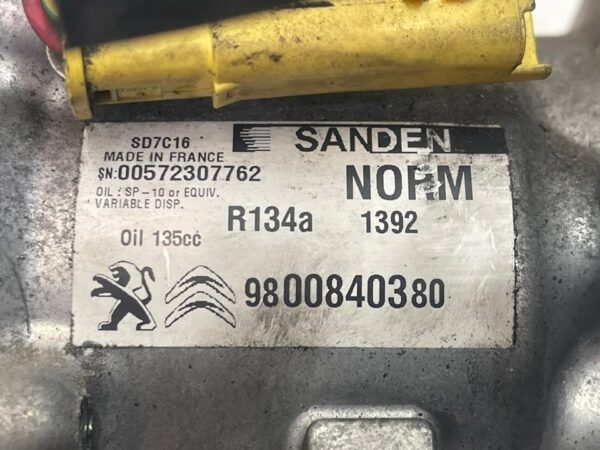 SD7C16
SANDEN
MADE IN FRANCE
SN:00572307762
NORM
OIL : SP-10 or EQUIV.
VARIABLE DISP.
R134a
1392
Oil 135cc
9800840380